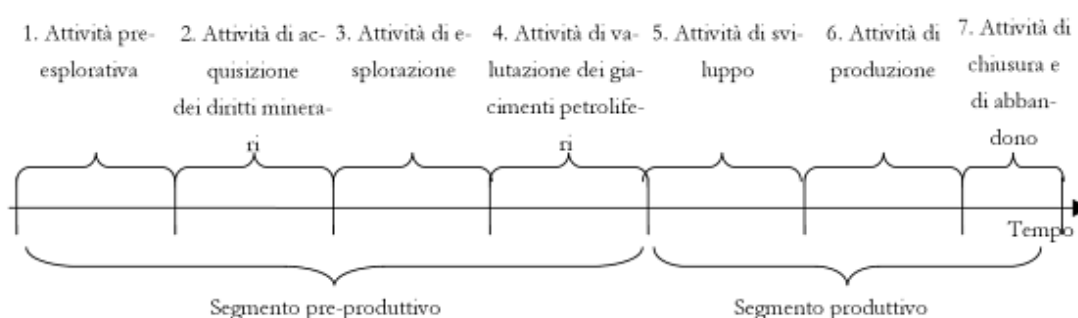 1. Attività pre-
esplorativa
2. Attività di ac-
quisizione
dei diritti minera-
ri
3. Attività di e-
splorazione
4. Attività di va-
lutazione dei gia-
cimenti petrolife-
ri
5. Attività di svi-
luppo
6. Attività di
produzione
7. Attività di
chiusura e
di abban-
dono
Tempo
Segmento pre-produttivo
Segmento produttivo